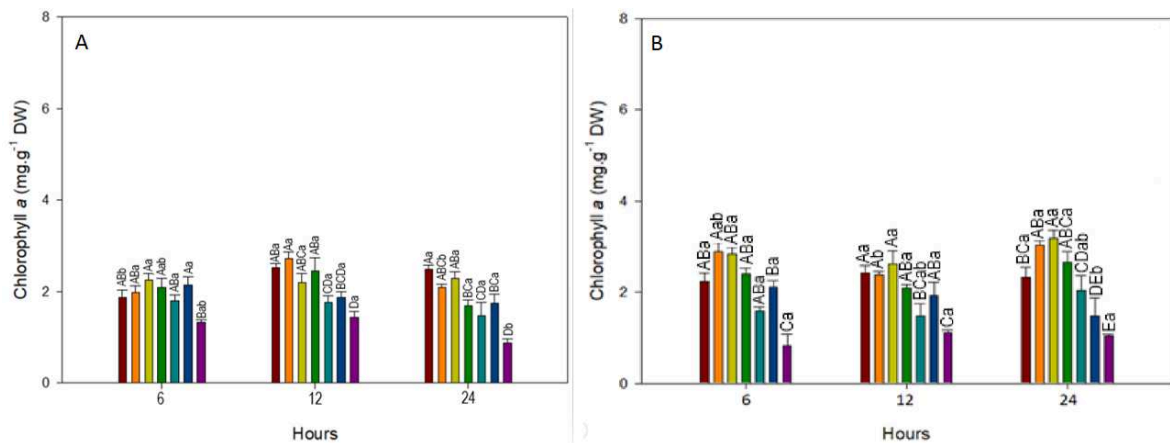 A
Chlorophyll a (mg.g⁻¹ DW)
8
6
4
2
0
ABb
ABa
Aa
Aab
ABa
Aa
Bab
ABa
Aa
ABCa
ABa
CDa
BCDa
Da
Aa
ABCb
ABa
BCa
CDa
BCa
Db
6
12
24
Hours
B
Chlorophyll a (mg.g⁻¹ DW)
8
6
4
2
0
ABa
Aab
ABa
ABa
ABa
Ba
Ca
Aa
Ab
Aa
ABa
BCab
ABa
Ca
BCa
ABa
Aa
ABCa
CDab
DEb
Ea
6
12
24
Hours